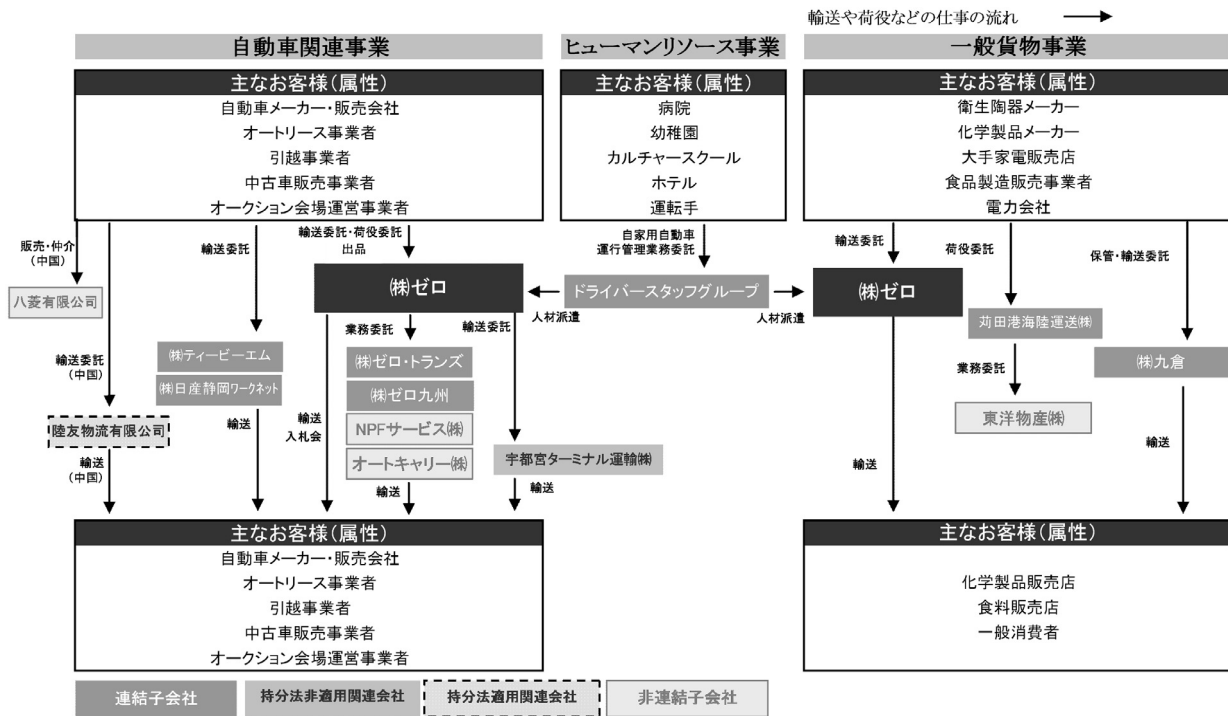 輸送や荷役などの仕事の流れ
自動車関連事業
ヒューマンリソース事業
一般貨物事業
主なお客様(属性)
自動車メーカー・販売会社
オートリース事業者
引越事業者
中古車販売事業者
オークション会場運営事業者
主なお客様(属性)
病院
幼稚園
カルチャースクール
ホテル
運転手
主なお客様(属性)
衛生陶器メーカー
化学製品メーカー
大手家電販売店
食品製造販売事業者
電力会社
販売・仲介
(中国)
輸送委託
輸送委託・荷役委託
出品
自家用自動車
運行管理業務委託
輸送委託
荷役委託
保管・輸送委託
八菱有限公司
㈱ゼロ
ドライバースタッフグループ
㈱ゼロ
人材派遣
人材派遣
業務委託
輸送委託
苅田港海陸運送㈱
輸送委託
(中国)
㈱ティービーエム
㈱日産静岡ワークネット
㈱ゼロ・トランズ
㈱ゼロ九州
NPFサービス㈱
オートキャリー㈱
業務委託
㈱九倉
陸友物流有限公司
輸送
輸送
入札会
宇都宮ターミナル運輸㈱
東洋物産㈱
輸送
(中国)
輸送
輸送
輸送
輸送
主なお客様(属性)
自動車メーカー・販売会社
オートリース事業者
引越事業者
中古車販売事業者
オークション会場運営事業者
主なお客様(属性)
化学製品販売店
食料販売店
一般消費者
連結子会社
持分法非適用関連会社
持分法適用関連会社
非連結子会社